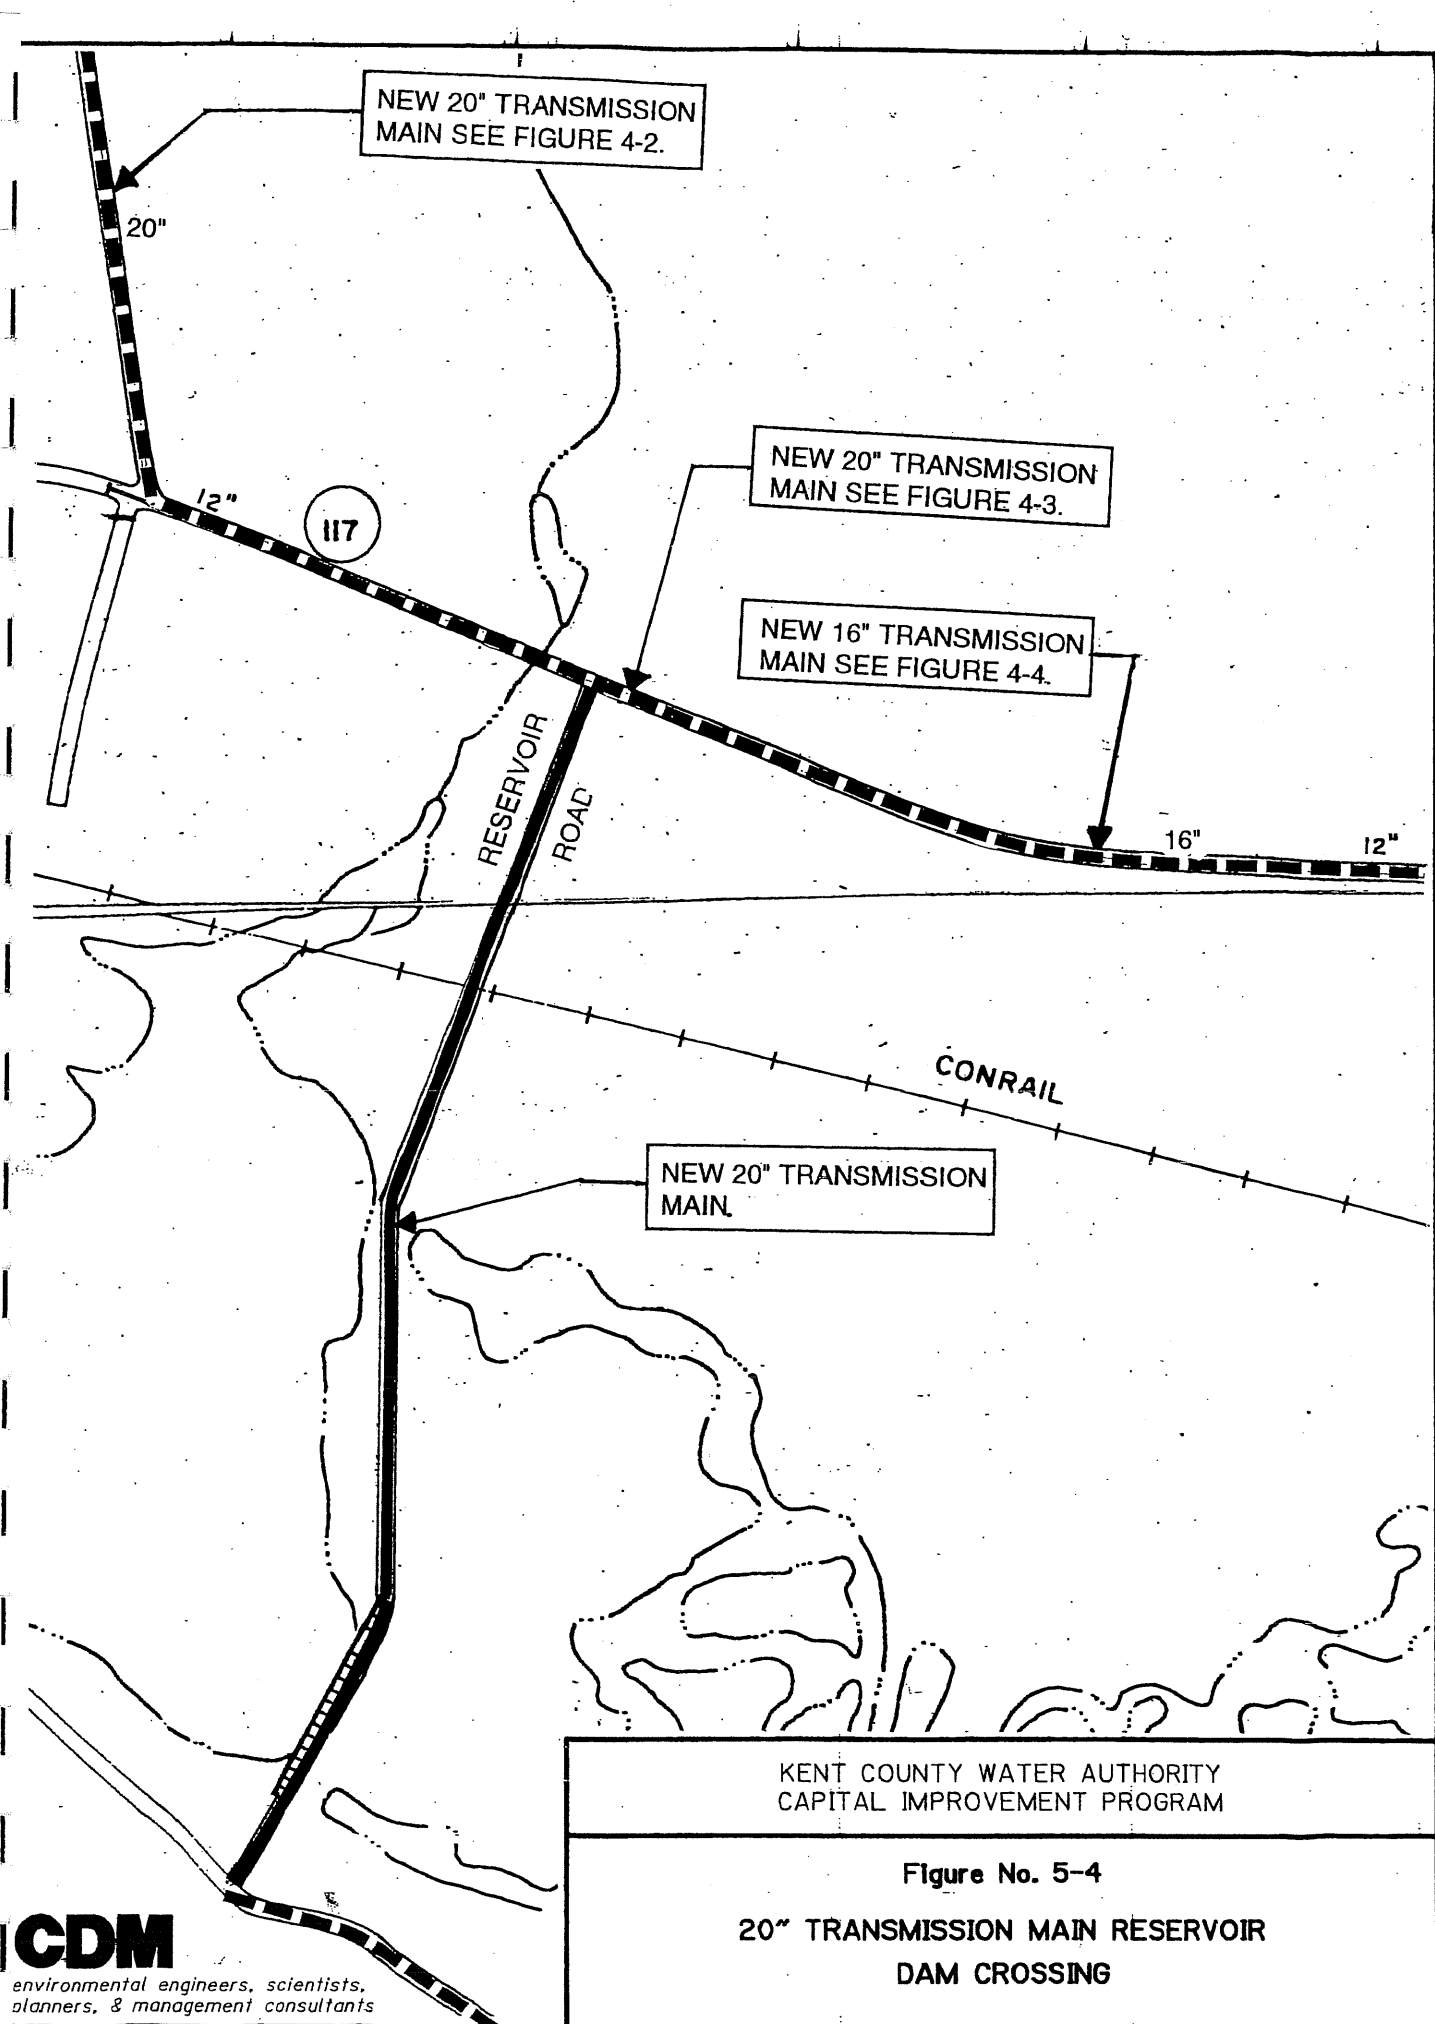 NEW 20" TRANSMISSION
MAIN SEE FIGURE 4-2.
20"
12"
117
NEW 20" TRANSMISSION
MAIN SEE FIGURE 4-3.
NEW 16" TRANSMISSION
MAIN SEE FIGURE 4-4.
RESERVOIR
ROAD
16"
12"
CONRAIL
NEW 20" TRANSMISSION
MAIN.
KENT COUNTY WATER AUTHORITY
CAPITAL IMPROVEMENT PROGRAM
Figure No. 5-4
20" TRANSMISSION MAIN RESERVOIR
DAM CROSSING
CDM
environmental engineers, scientists,
planners, & management consultants